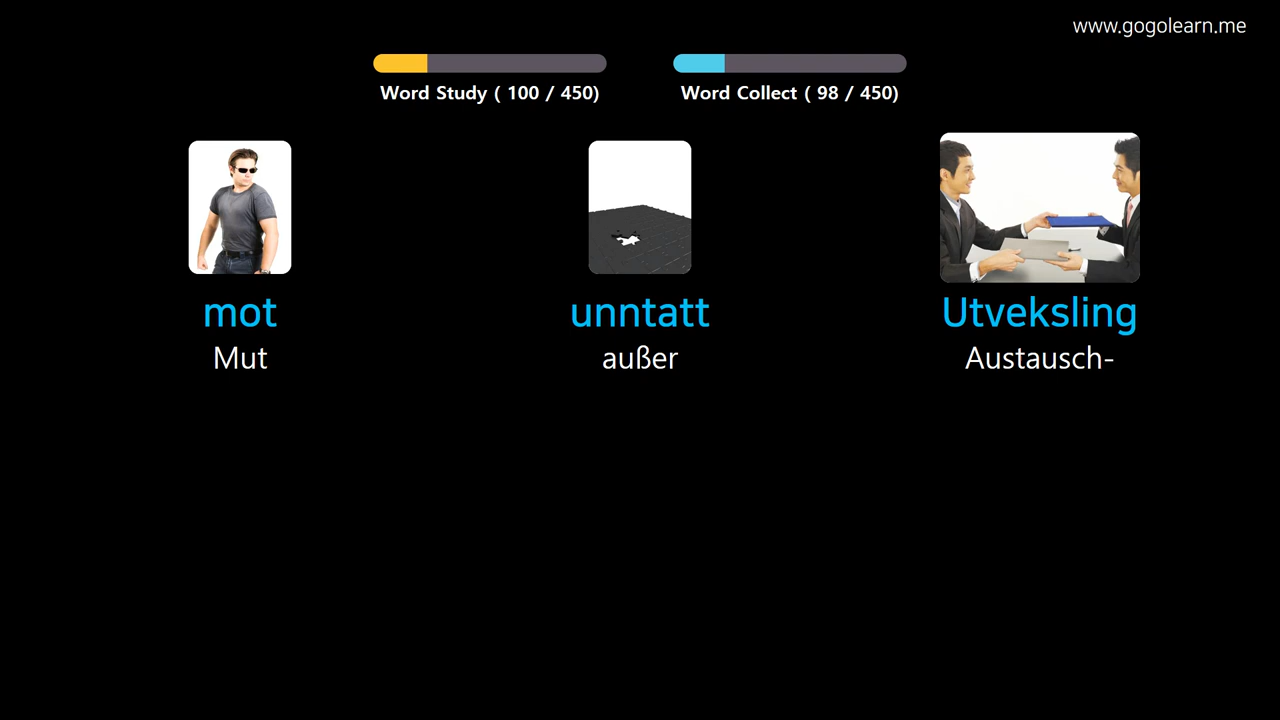 www.gogolearn.me
Word Study ( 100 / 450)
Word Collect ( 98 / 450)
mot
unntatt
Utveksling
Mut
außer
Austausch-